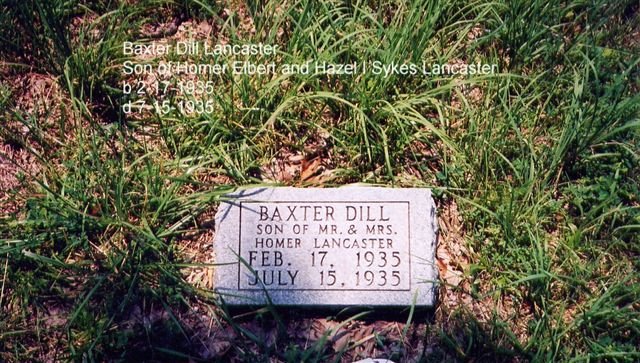 Baxter Dill Lancaster
Son of Homer Elbert and Hazel I Sykes Lancaster
b 2-17-1935
d 7-15-1935
BAXTER DILL
SON OF MR. & MRS.
HOMER LANCASTER
FEB. 17, 1935
JULY 15, 1935